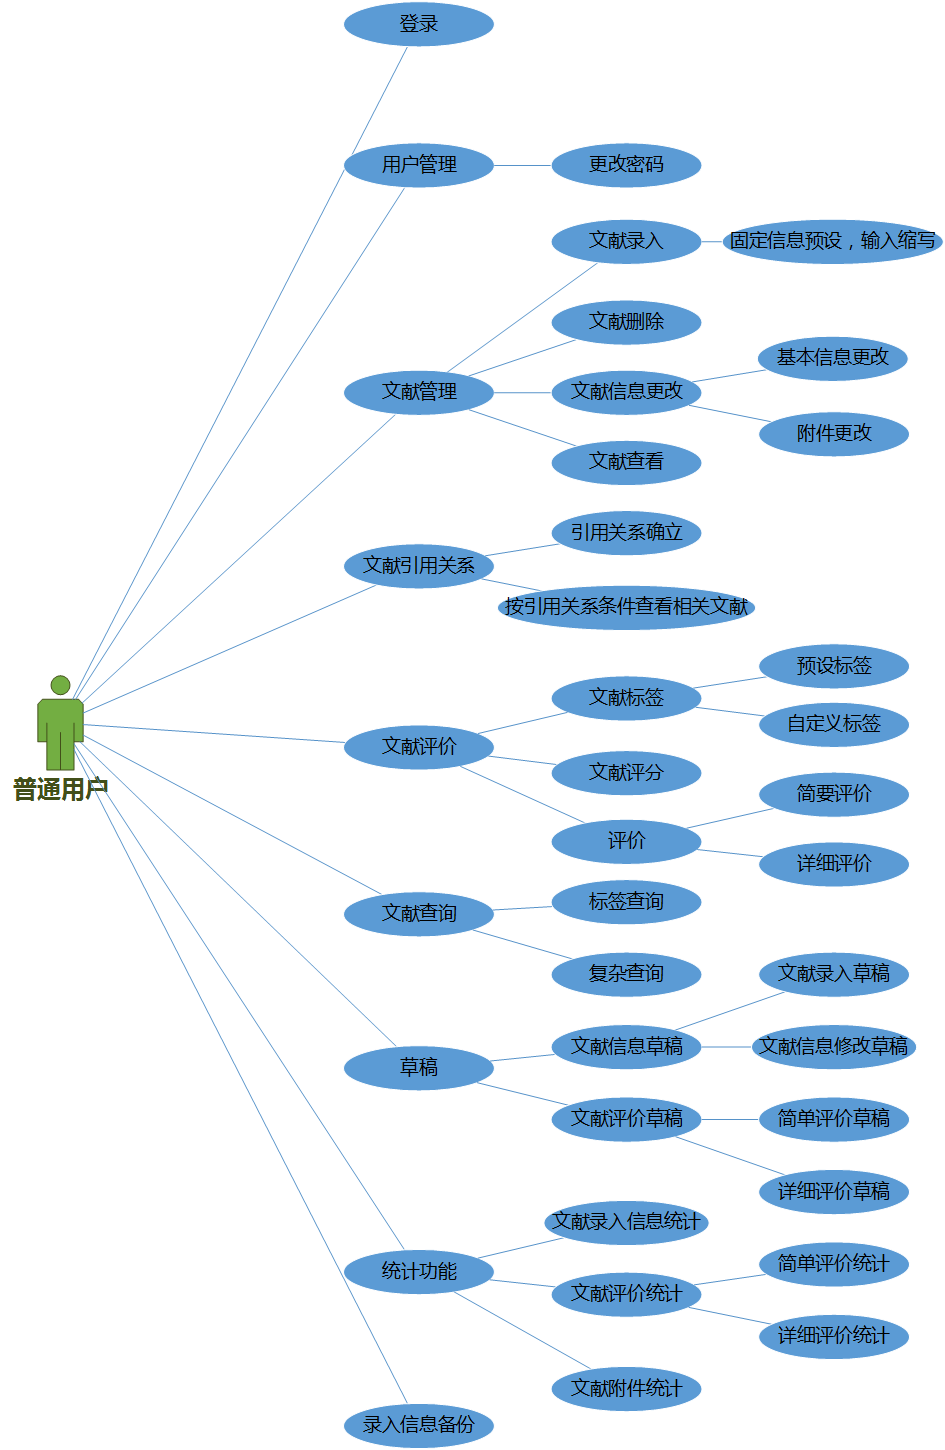 登录
用户管理
更改密码
文献录入
固定信息预设，输入缩写
文献删除
文献管理
文献信息更改
基本信息更改
附件更改
文献查看
文献引用关系
引用关系确立
按引用关系条件查看相关文献
普通用户
文献评价
文献标签
预设标签
自定义标签
文献评分
评价
简要评价
详细评价
文献查询
标签查询
复杂查询
草稿
文献信息草稿
文献录入草稿
文献信息修改草稿
文献评价草稿
简单评价草稿
详细评价草稿
统计功能
文献录入信息统计
文献评价统计
简单评价统计
详细评价统计
文献附件统计
录入信息备份